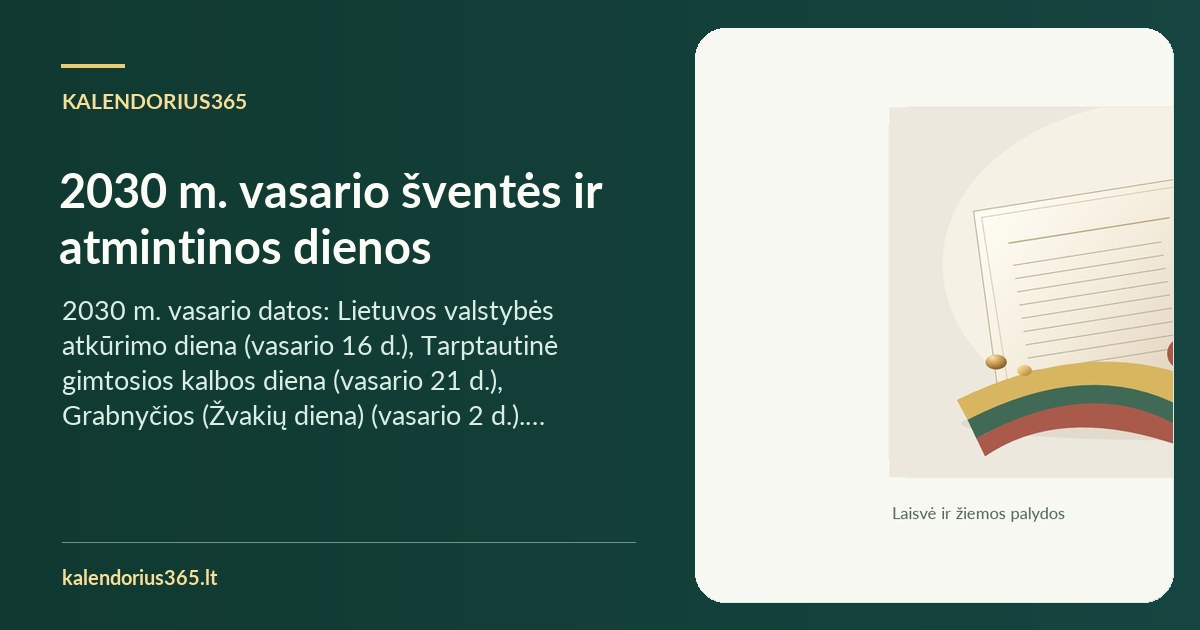 KALENDORIUS365
2030 m. vasario šventės ir
atmintinos dienos
2030 m. vasario datos: Lietuvos valstybės
atkūrimo diena (vasario 16 d.), Tarptautinė
gimtosios kalbos diena (vasario 21 d.),
Grabnyčios (Žvakių diena) (vasario 2 d.).…
kalendorius365.lt
Laisvė ir žiemos palydos